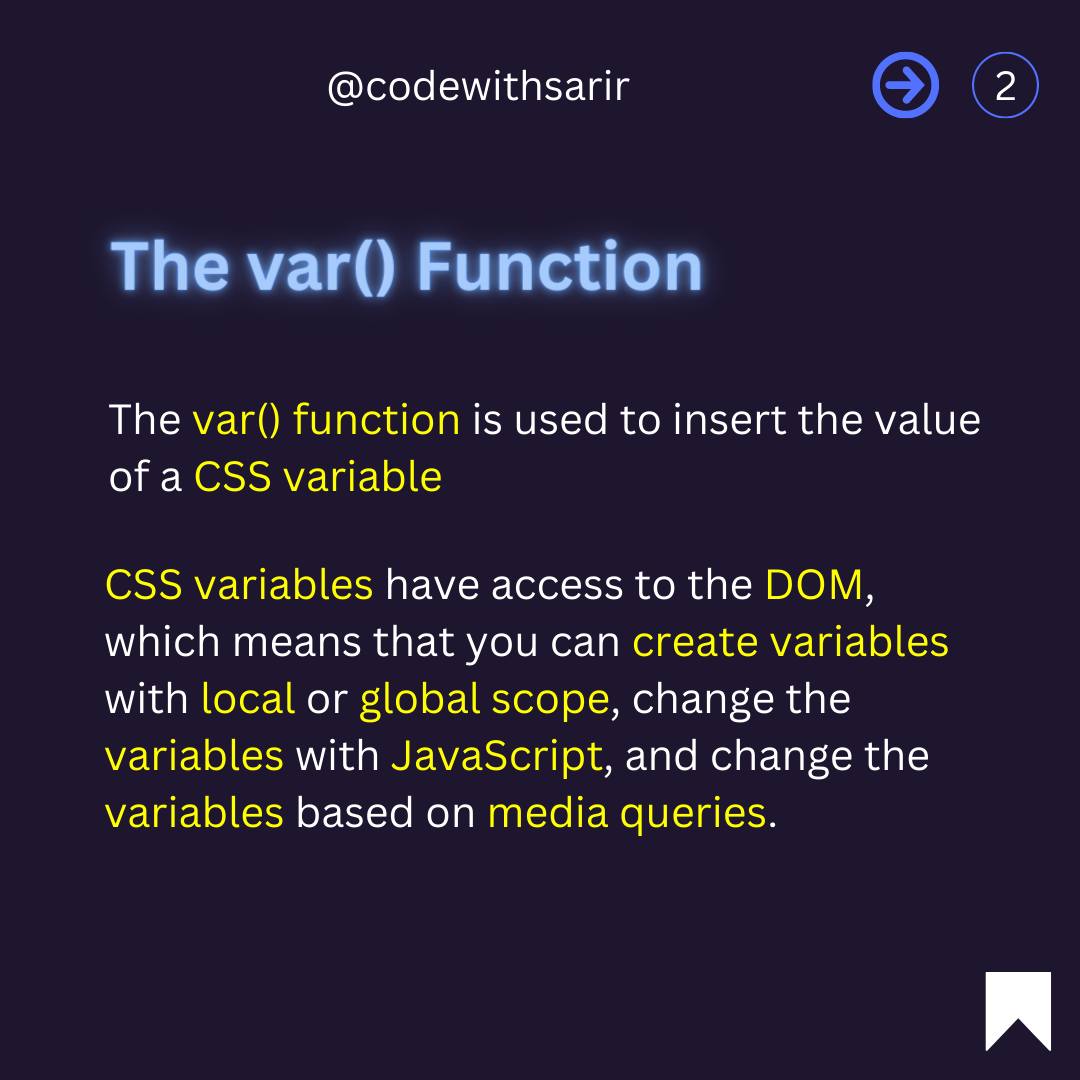 @codewithsarir
2
The var() Function
The var() function is used to insert the value
of a CSS variable
CSS variables have access to the DOM,
which means that you can create variables
with local or global scope, change the
variables with JavaScript, and change the
variables based on media queries.